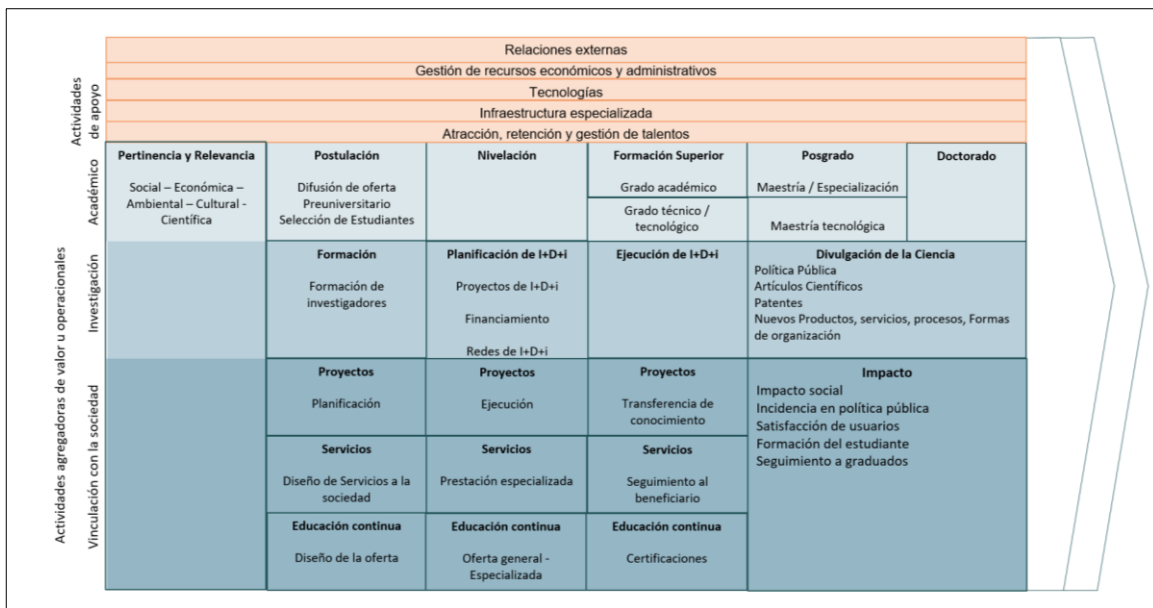 Relaciones externas
Gestión de recursos económicos y administrativos
Tecnologías
Infraestructura especializada
Atracción, retención y gestión de talentos
Actividades
de apoyo
Actividades agregadoras de valor u operacionales
Académico
Pertinencia y Relevancia
Social – Económica –
Ambiental – Cultural -
Científica
Postulación
Difusión de oferta
Preuniversitario
Selección de Estudiantes
Nivelación
Formación Superior
Grado académico
Grado técnico /
tecnológico
Posgrado
Maestría / Especialización
Maestría tecnológica
Doctorado
Investigación
Formación
Formación de
investigadores
Planificación de I+D+i
Proyectos de I+D+i
Financiamiento
Redes de I+D+i
Ejecución de I+D+i
Divulgación de la Ciencia
Política Pública
Artículos Científicos
Patentes
Nuevos Productos, servicios, procesos, Formas
de organización
Vinculación con la sociedad
Proyectos
Planificación
Proyectos
Ejecución
Proyectos
Transferencia de
conocimiento
Impacto
Impacto social
Incidencia en política pública
Satisfacción de usuarios
Formación del estudiante
Seguimiento a graduados
Servicios
Diseño de Servicios a la
sociedad
Servicios
Prestación especializada
Servicios
Seguimiento al
beneficiario
Educación continua
Diseño de la oferta
Educación continua
Oferta general -
Especializada
Educación continua
Certificaciones